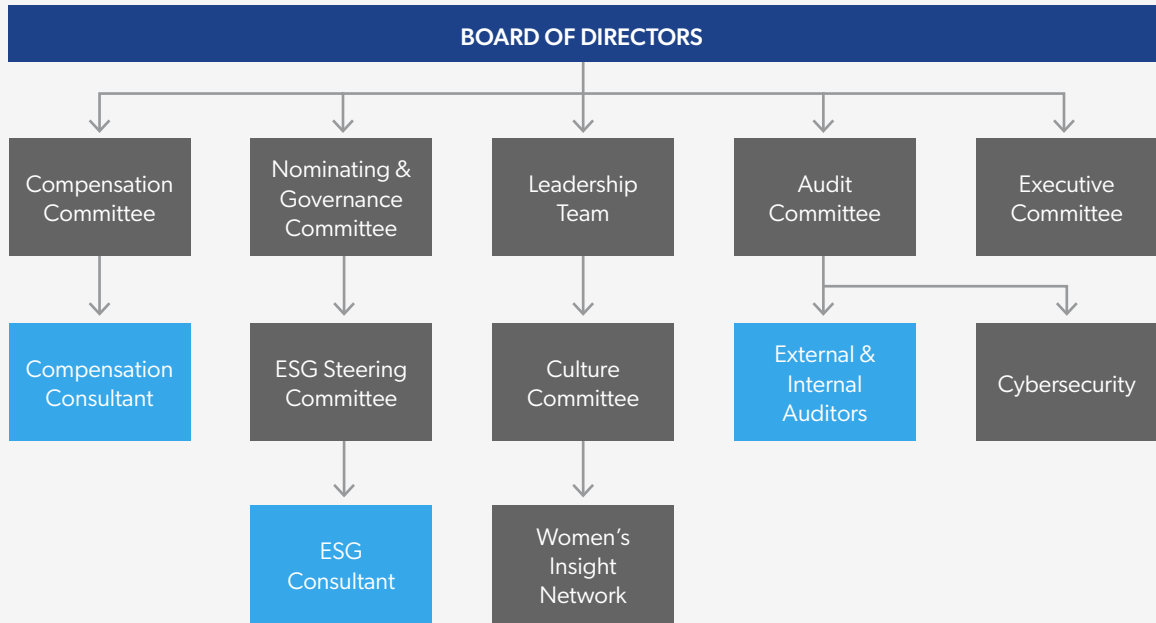 BOARD OF DIRECTORS
Compensation
Committee
Nominating &
Governance
Committee
Leadership
Team
Audit
Committee
Executive
Committee
Compensation
Consultant
ESG Steering
Committee
Culture
Committee
External &
Internal
Auditors
Cybersecurity
ESG
Consultant
Women’s
Insight
Network